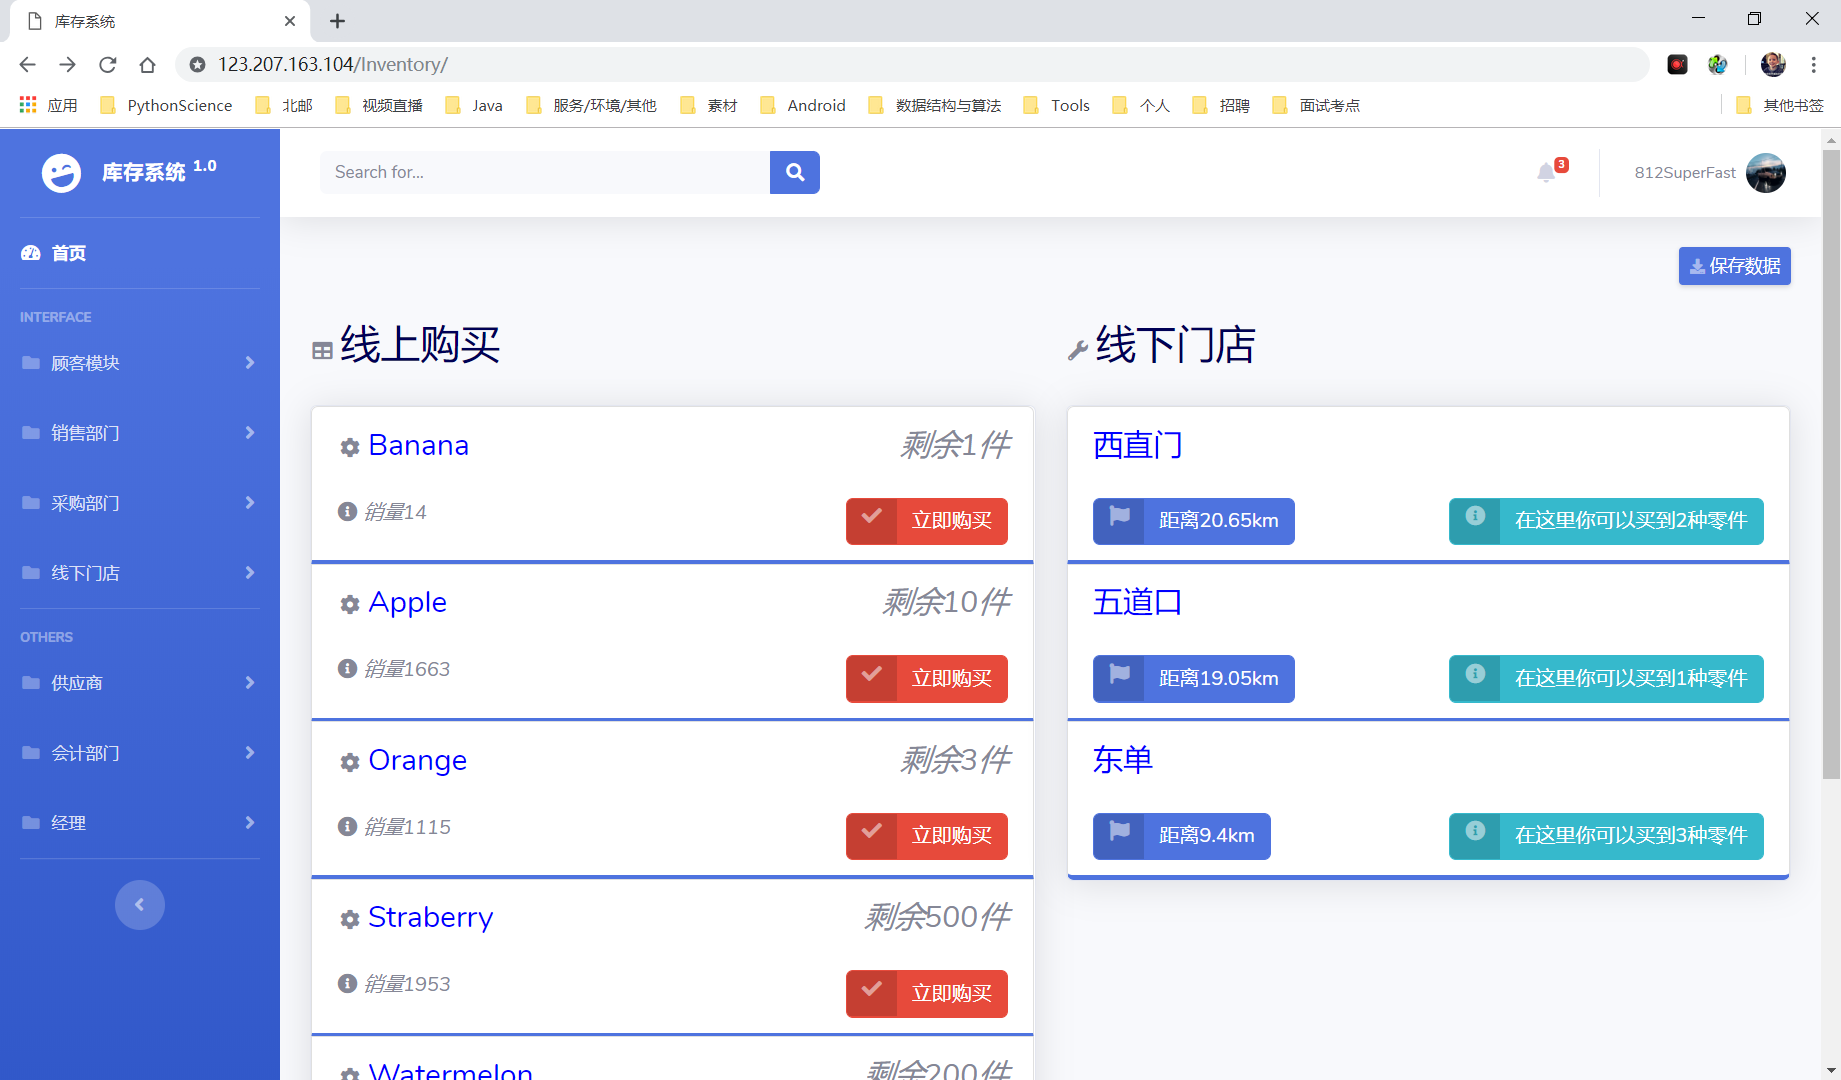 库存系统
123.207.163.104/Inventory/
应用 PythonScience 北邮 视频直播 Java 服务/环境/其他 素材 Android 数据结构与算法 Tools 个人 招聘 面试考点 其他书签
库存系统 1.0
Search for...
3
812SuperFast
首页
保存数据
INTERFACE
顾客模块
销售部门
采购部门
线下门店
OTHERS
供应商
会计部门
经理
线上购买
Banana 剩余1件
销量14 立即购买
Apple 剩余10件
销量1663 立即购买
Orange 剩余3件
销量1115 立即购买
Straberry 剩余500件
销量1953 立即购买
Watermelon 剩余200件
线下门店
西直门
距离20.65km 在这里你可以买到2种零件
五道口
距离19.05km 在这里你可以买到1种零件
东单
距离9.4km 在这里你可以买到3种零件